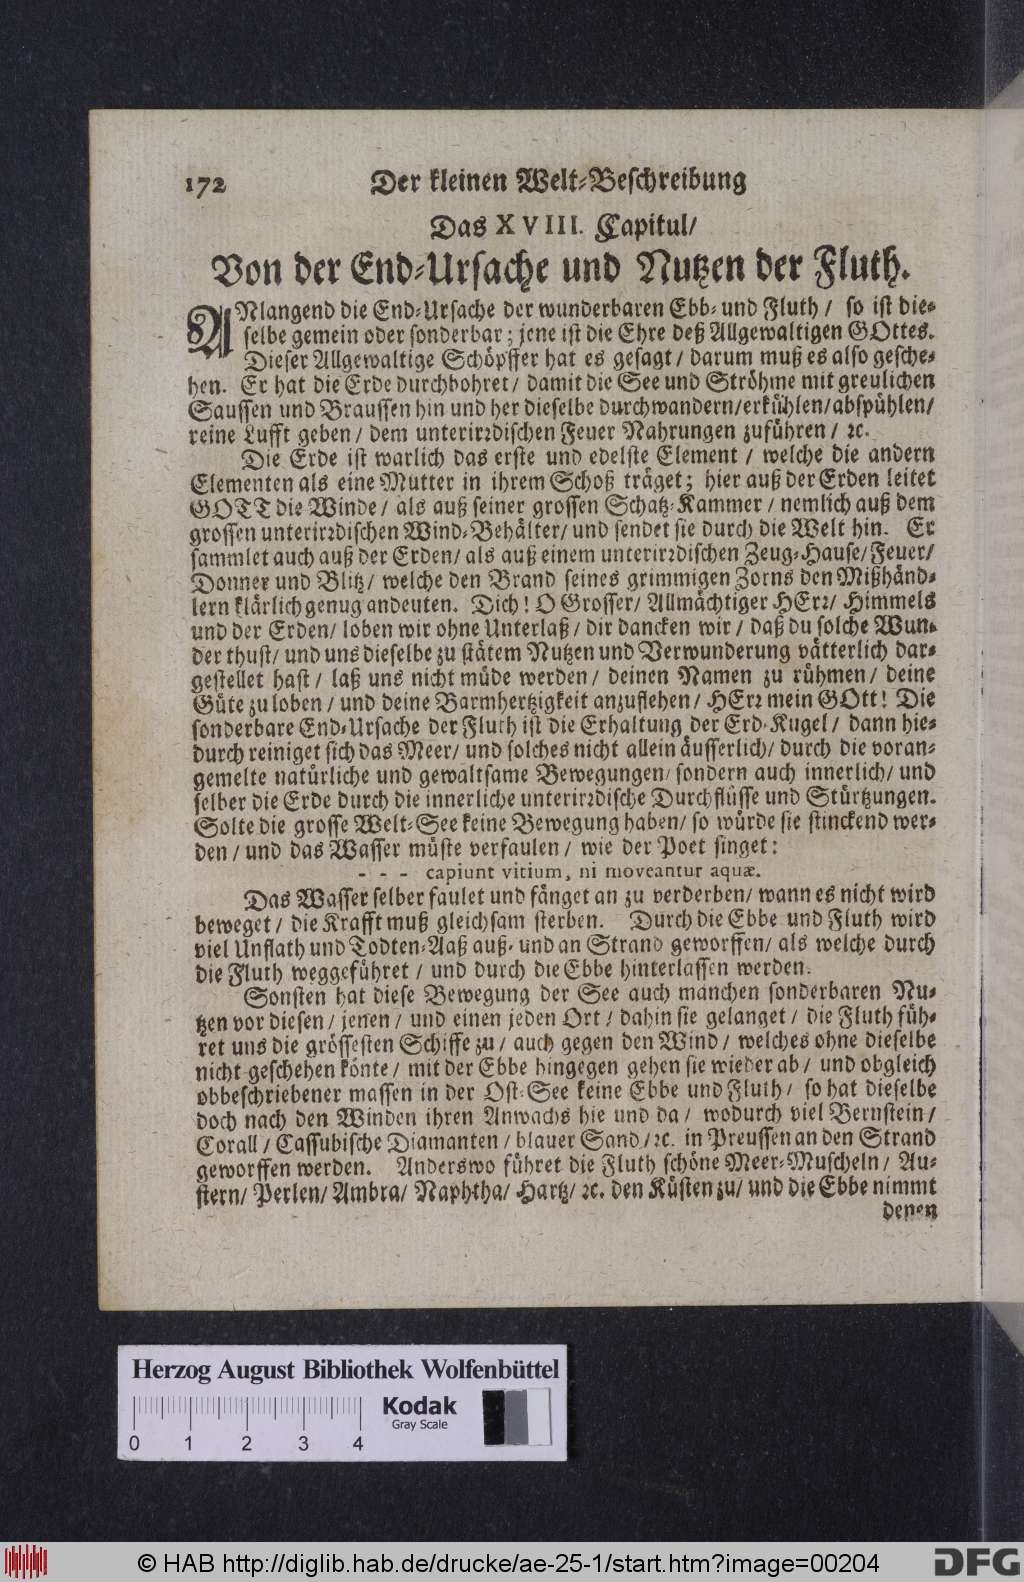 172 Der kleinen Welt-Beschreibung
Das XVIII. Capitul/
Von der End-Ursache und Nutzen der Fluth.
ANlangend die End-Ursache der wunderbaren Ebb- und Fluth / so ist die-
selbe gemein oder sonderbar; jene ist die Ehre deß Allgewaltigen GOttes.
Dieser Allgewaltige Schöpffer hat es gesagt / darum muß es also gesche-
hen. Er hat die Erde durchbohret / damit die See und Ströhme mit greulichen
Saussen und Braussen hin und her dieselbe durchwandern/erkühlen/abspühlen/
reine Lufft geben / dem unterirꝛdischen Feuer Nahrungen zuführen / ꝛc.
Die Erde ist warlich das erste und edelste Element / welche die andern
Elementen als eine Mutter in ihrem Schoß träget; hier auß der Erden leitet
GOTT die Winde / als auß seiner grossen Schatz-Kammer / nemlich auß dem
grossen unterirꝛdischen Wind-Behälter/ und sendet sie durch die Welt hin. Er
sammlet auch auß der Erden/ als auß einem unterirꝛdischen Zeug-Hause/ Feuer/
Donner und Blitz/ welche den Brand seines grimmigen Zorns den Mißhänd-
lern klärlich genug andeuten. Dich! O Grosser/ Allmächtiger HErꝛ/ Himmels
und der Erden/ loben wir ohne Unterlaß / dir dancken wir / daß du solche Wun-
der thust/ und uns dieselbe zu stätem Nutzen und Verwunderung vätterlich dar-
gestellet hast / laß uns nicht müde werden / deinen Namen zu rühmen / deine
Güte zu loben / und deine Barmhertzigkeit anzuflehen / HErꝛ mein GOtt! Die
sonderbare End-Ursache der Fluth ist die Erhaltung der Erd-Kugel / dann hie-
durch reiniget sich das Meer/ und solches nicht allein äusserlich/ durch die voran-
gemelte natürliche und gewaltsame Bewegungen/ sondern auch innerlich/ und
selber die Erde durch die innerliche unterirꝛdische Durchflüsse und Stürtzungen.
Solte die grosse Welt-See keine Bewegung haben/ so würde sie stinckend wer-
den / und das Wasser müste verfaulen / wie der Poet singet:
- - - capiunt vitium, ni moveantur aquæ.
Das Wasser selber faulet und fänget an zu verderben/ wann es nicht wird
beweget / die Krafft muß gleichsam sterben. Durch die Ebbe und Fluth wird
viel Unflath und Todten-Aaß auß- und an Strand geworffen/ als welche durch
die Fluth weggeführet / und durch die Ebbe hinterlassen werden.
Sonsten hat diese Bewegung der See auch manchen sonderbaren Nu-
tzen vor diesen / jenen / und einen jeden Ort / dahin sie gelanget / die Fluth füh-
ret uns die grössesten Schiffe zu / auch gegen den Wind / welches ohne dieselbe
nicht geschehen könte / mit der Ebbe hingegen gehen sie wieder ab / und obgleich
obbeschriebener massen in der Ost-See keine Ebbe und Fluth / so hat dieselbe
doch nach den Winden ihren Anwachs hie und da / wodurch viel Bernstein /
Corall / Cassubische Diamanten / blauer Sand /ꝛc. in Preussen an den Strand
geworffen werden. Anderswo führet die Fluth schöne Meer-Muscheln / Au-
stern/ Perlen/ Ambra/ Naphtha/ Hartz/ ꝛc. den Küsten zu/ und die Ebbe nimmt
denen
Herzog August Bibliothek Wolfenbüttel
Kodak
Gray Scale
0 1 2 3 4
© HAB http://diglib.hab.de/drucke/ae-25-1/start.htm?image=00204
DFG